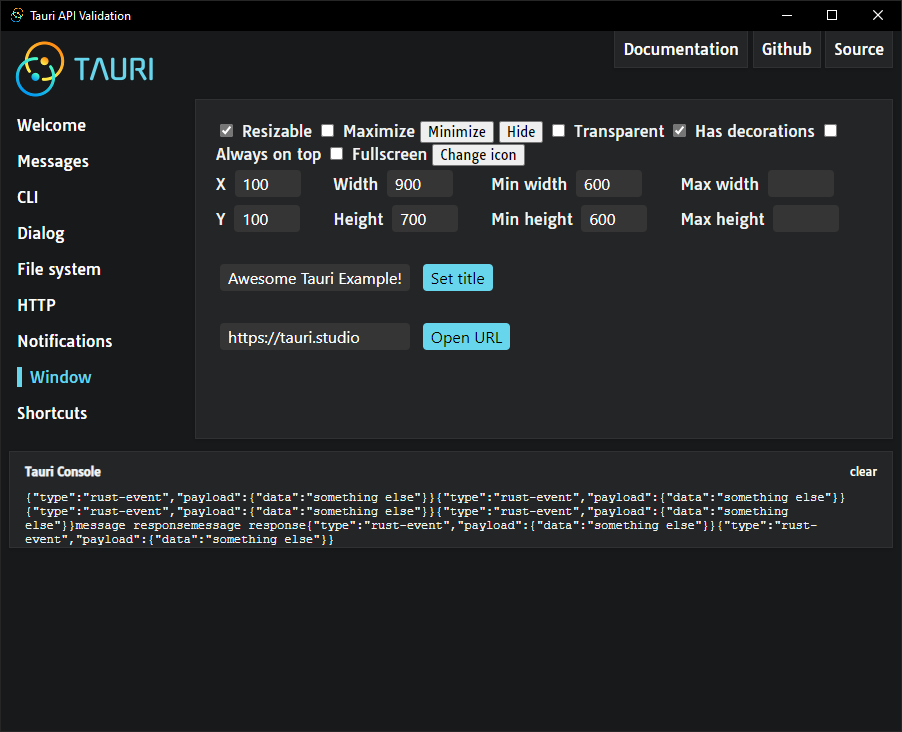 Tauri API Validation
TAURI
Documentation Github Source
Welcome
Messages
CLI
Dialog
File system
HTTP
Notifications
Window
Shortcuts
Resizable Maximize Minimize Hide Transparent Has decorations
Always on top Fullscreen Change icon
X 100 Width 900 Min width 600 Max width
Y 100 Height 700 Min height 600 Max height
Awesome Tauri Example! Set title
https://tauri.studio Open URL
Tauri Console clear
{"type":"rust-event","payload":{"data":"something else"}}{"type":"rust-event","payload":{"data":"something else"}}
{"type":"rust-event","payload":{"data":"something else"}}{"type":"rust-event","payload":{"data":"something
else"}}message responsemessage response{"type":"rust-event","payload":{"data":"something else"}}{"type":"rust-
event","payload":{"data":"something else"}}